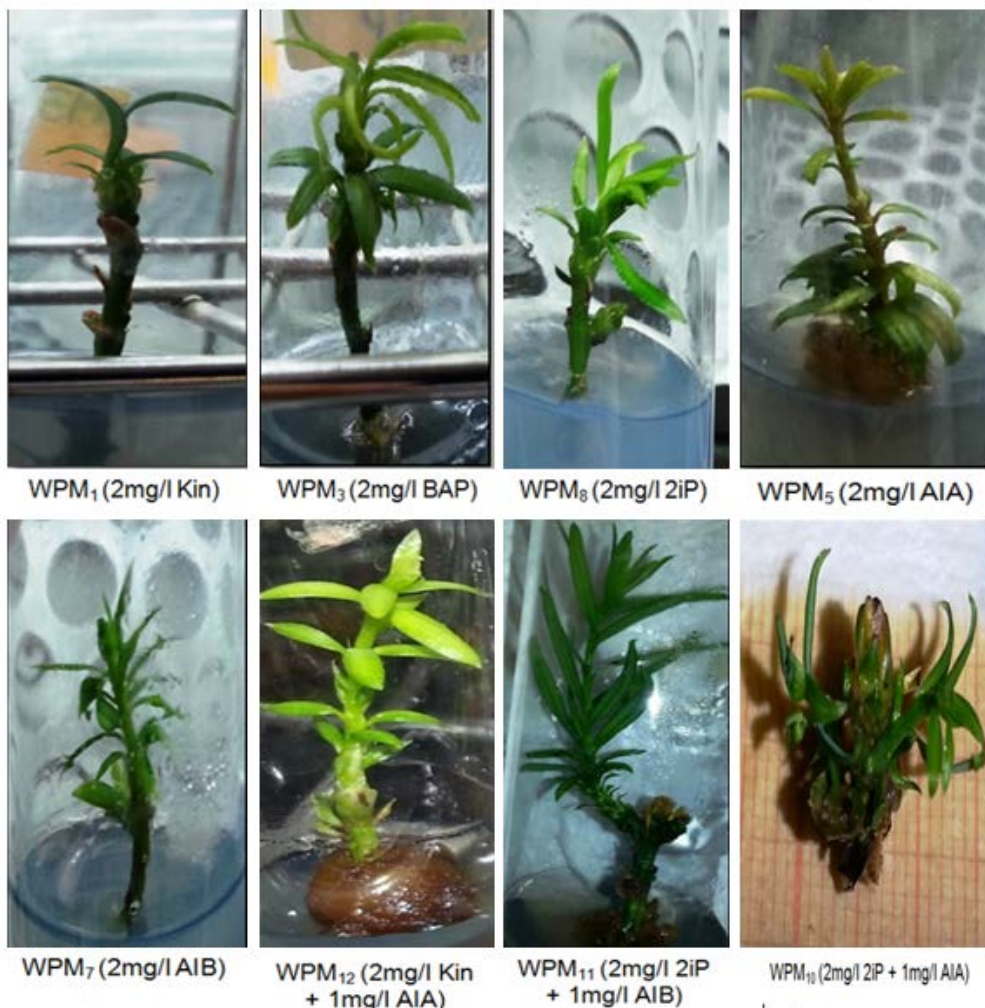 WPM₁ (2mg/l Kin)
WPM₃ (2mg/l BAP)
WPM₈ (2mg/l 2iP)
WPM₅ (2mg/l AIA)
WPM₇ (2mg/l AIB)
WPM₁₂ (2mg/l Kin
+ 1mg/l AIA)
WPM₁₁ (2mg/l 2iP
+ 1mg/l AIB)
WPM₁₀ (2mg/l 2iP + 1mg/l AIA)